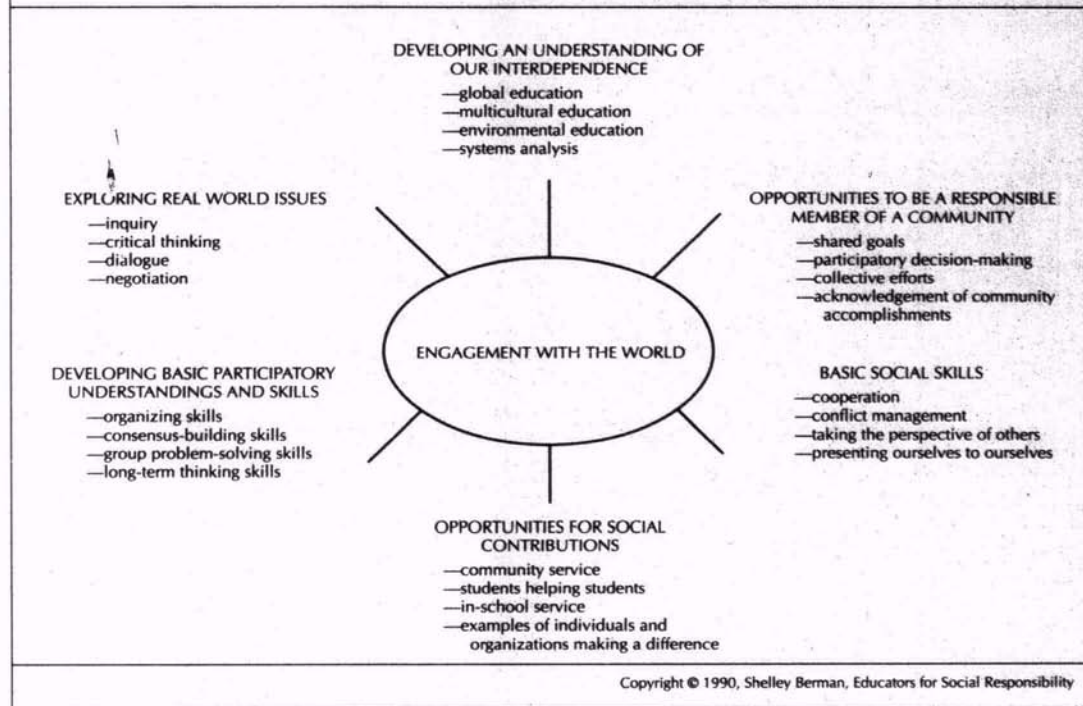 DEVELOPING AN UNDERSTANDING OF
OUR INTERDEPENDENCE
—global education
—multicultural education
—environmental education
—systems analysis
EXPLORING REAL WORLD ISSUES
—inquiry
—critical thinking
—dialogue
—negotiation
OPPORTUNITIES TO BE A RESPONSIBLE
MEMBER OF A COMMUNITY
—shared goals
—participatory decision-making
—collective efforts
—acknowledgement of community
accomplishments
ENGAGEMENT WITH THE WORLD
DEVELOPING BASIC PARTICIPATORY
UNDERSTANDINGS AND SKILLS
—organizing skills
—consensus-building skills
—group problem-solving skills
—long-term thinking skills
BASIC SOCIAL SKILLS
—cooperation
—conflict management
—taking the perspective of others
—presenting ourselves to ourselves
OPPORTUNITIES FOR SOCIAL
CONTRIBUTIONS
—community service
—students helping students
—in-school service
—examples of individuals and
organizations making a difference
Copyright © 1990, Shelley Berman, Educators for Social Responsibility